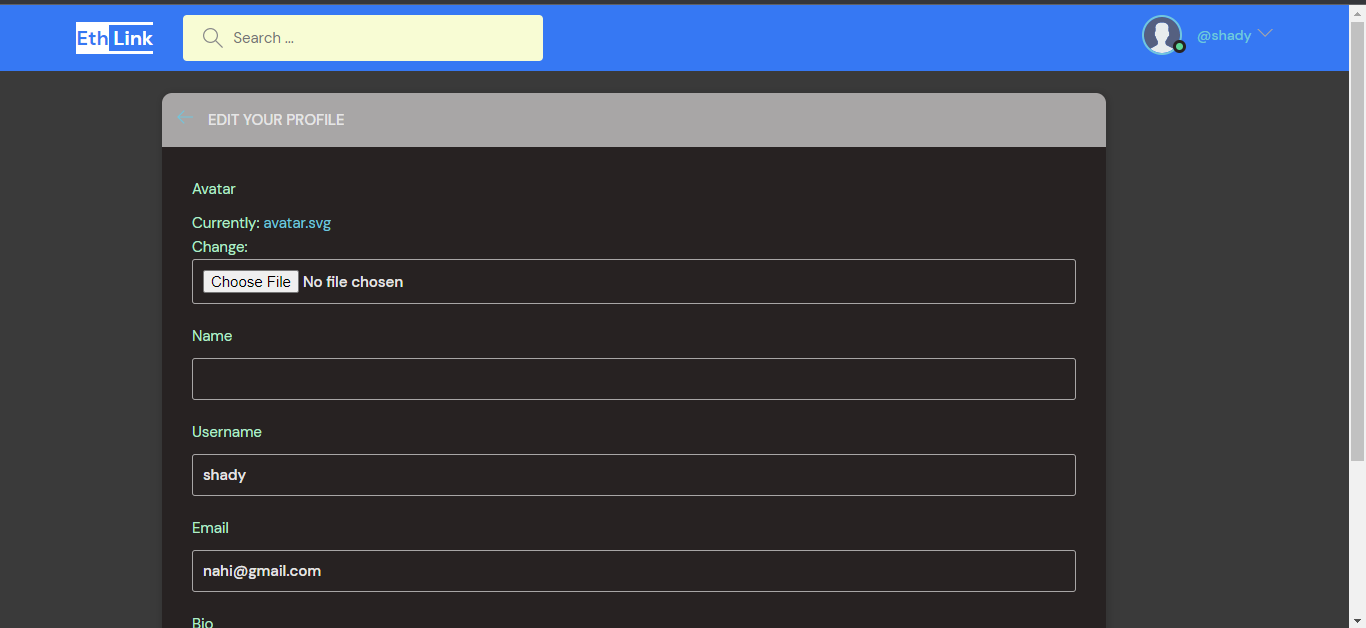 Eth Link
Search ...
@shady
EDIT YOUR PROFILE
Avatar
Currently: avatar.svg
Change:
Choose File No file chosen
Name
Username
shady
Email
nahi@gmail.com
Bio